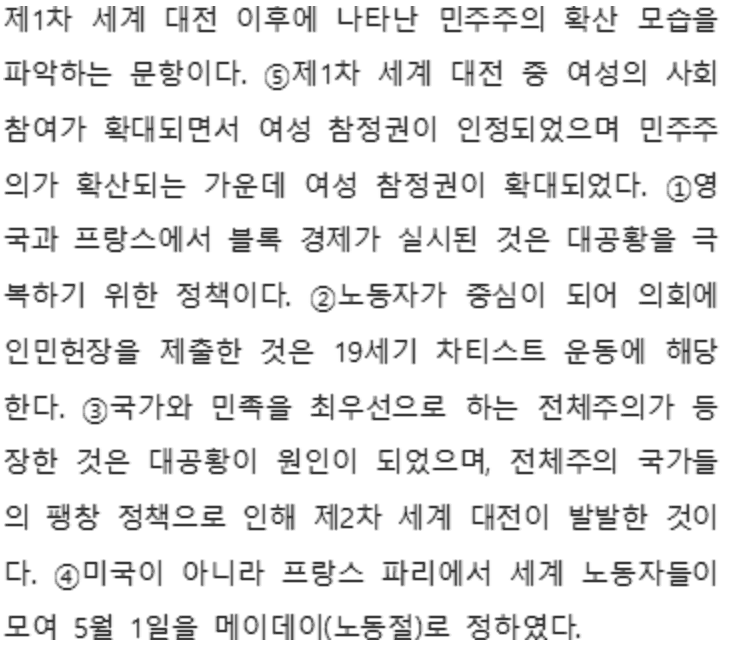 제1차 세계 대전 이후에 나타난 민주주의 확산 모습을
파악하는 문항이다. ⑤제1차 세계 대전 중 여성의 사회
참여가 확대되면서 여성 참정권이 인정되었으며 민주주
의가 확산되는 가운데 여성 참정권이 확대되었다. ①영
국과 프랑스에서 블록 경제가 실시된 것은 대공황을 극
복하기 위한 정책이다. ②노동자가 중심이 되어 의회에
인민헌장을 제출한 것은 19세기 차티스트 운동에 해당
한다. ③국가와 민족을 최우선으로 하는 전체주의가 등
장한 것은 대공황이 원인이 되었으며, 전체주의 국가들
의 팽창 정책으로 인해 제2차 세계 대전이 발발한 것이
다. ④미국이 아니라 프랑스 파리에서 세계 노동자들이
모여 5월 1일을 메이데이(노동절)로 정하였다.